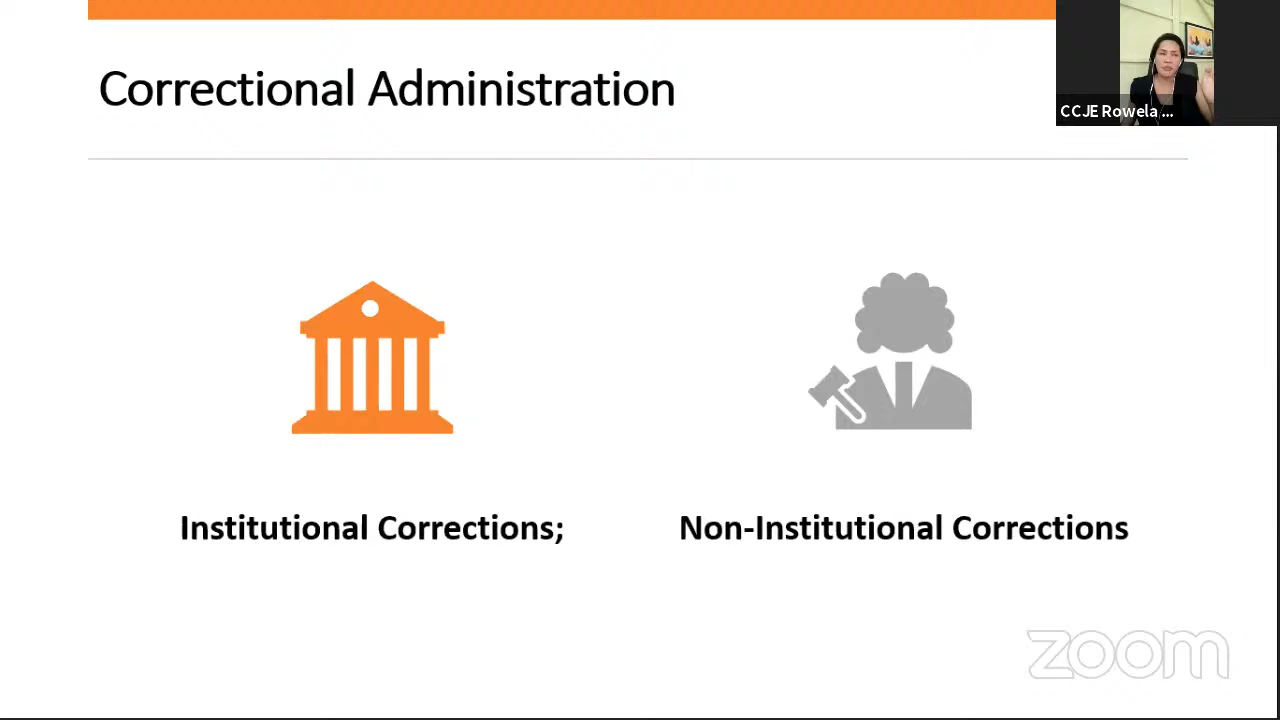 Correctional Administration
CCJE Rowela ...
Institutional Corrections;
Non-Institutional Corrections
zoom